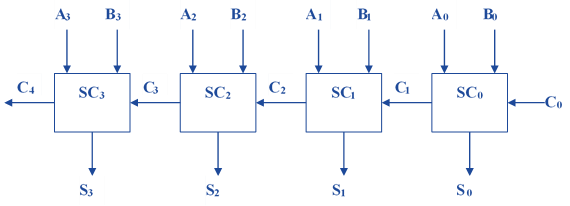 A₃ B₃ A₂ B₂ A₁ B₁ A₀ B₀
C₄ SC₃ C₃ SC₂ C₂ SC₁ C₁ SC₀ C₀
S₃ S₂ S₁ S₀